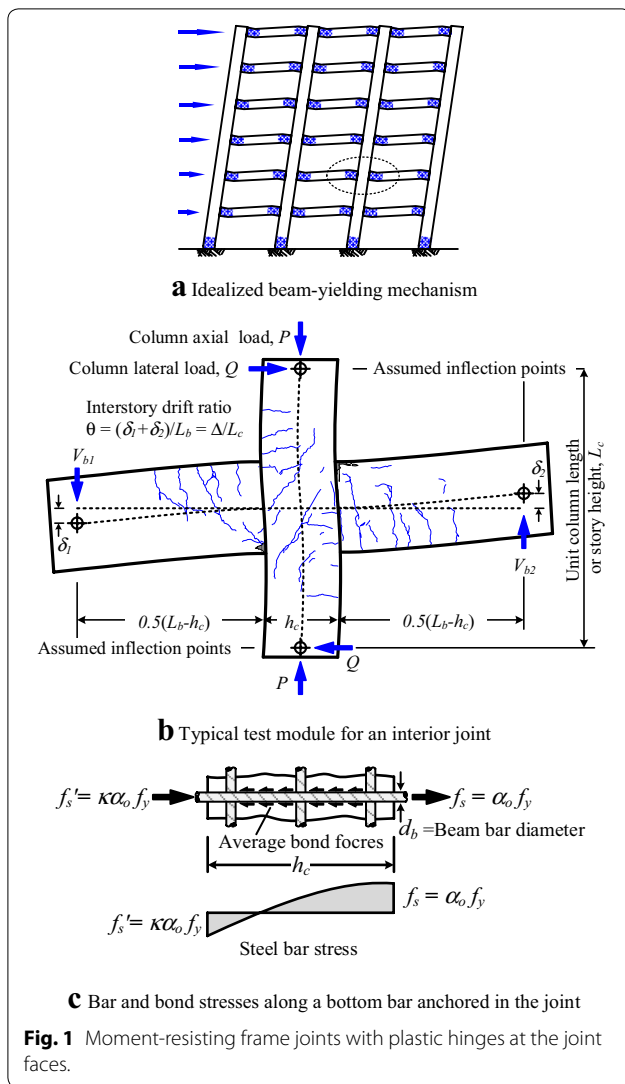 a Idealized beam-yielding mechanism
Column axial load, P
Column lateral load, Q
Assumed inflection points
Interstory drift ratio
θ = (δ1+δ2)/Lb = Δ/Lc
Vb1
δ1
δ2
Vb2
Unit column length
or story height, Lc
0.5(Lb-hc)
hc
0.5(Lb-hc)
Assumed inflection points
Q
P
b Typical test module for an interior joint
fs'= καo fy
fs = αo fy
db =Beam bar diameter
Average bond focres
hc
fs = αo fy
fs'= καo fy
Steel bar stress
c Bar and bond stresses along a bottom bar anchored in the joint
Fig. 1 Moment-resisting frame joints with plastic hinges at the joint
faces.